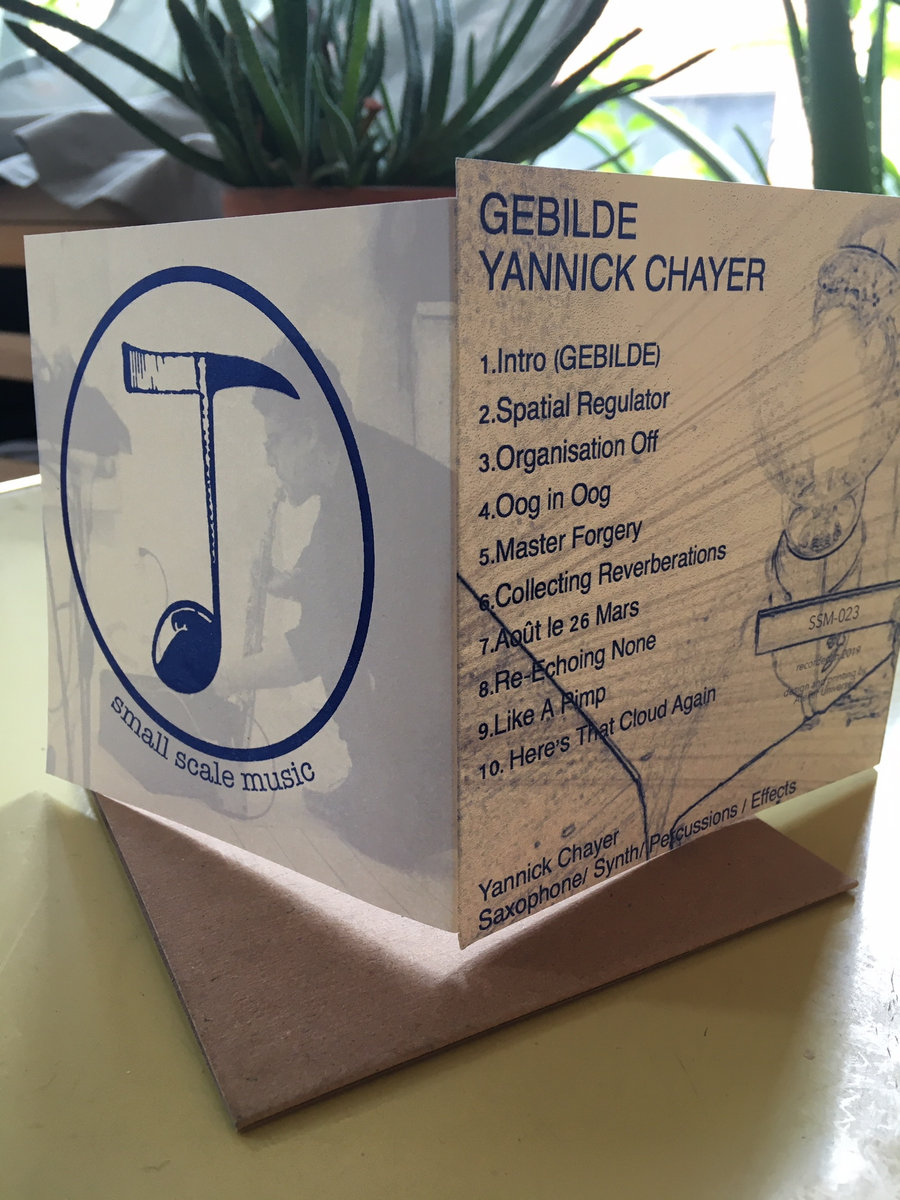 small scale music
GEBILDE
YANNICK CHAYER
1.Intro (GEBILDE)
2.Spatial Regulator
3.Organisation Off
4.Oog in Oog
5.Master Forgery
6.Collecting Reverberations
7.Août le 26 Mars
8.Re-Echoing None
9.Like A Pimp
10. Here's That Cloud Again
SSM-023
Yannick Chayer
Saxophone/ Synth/ Percussions / Effects